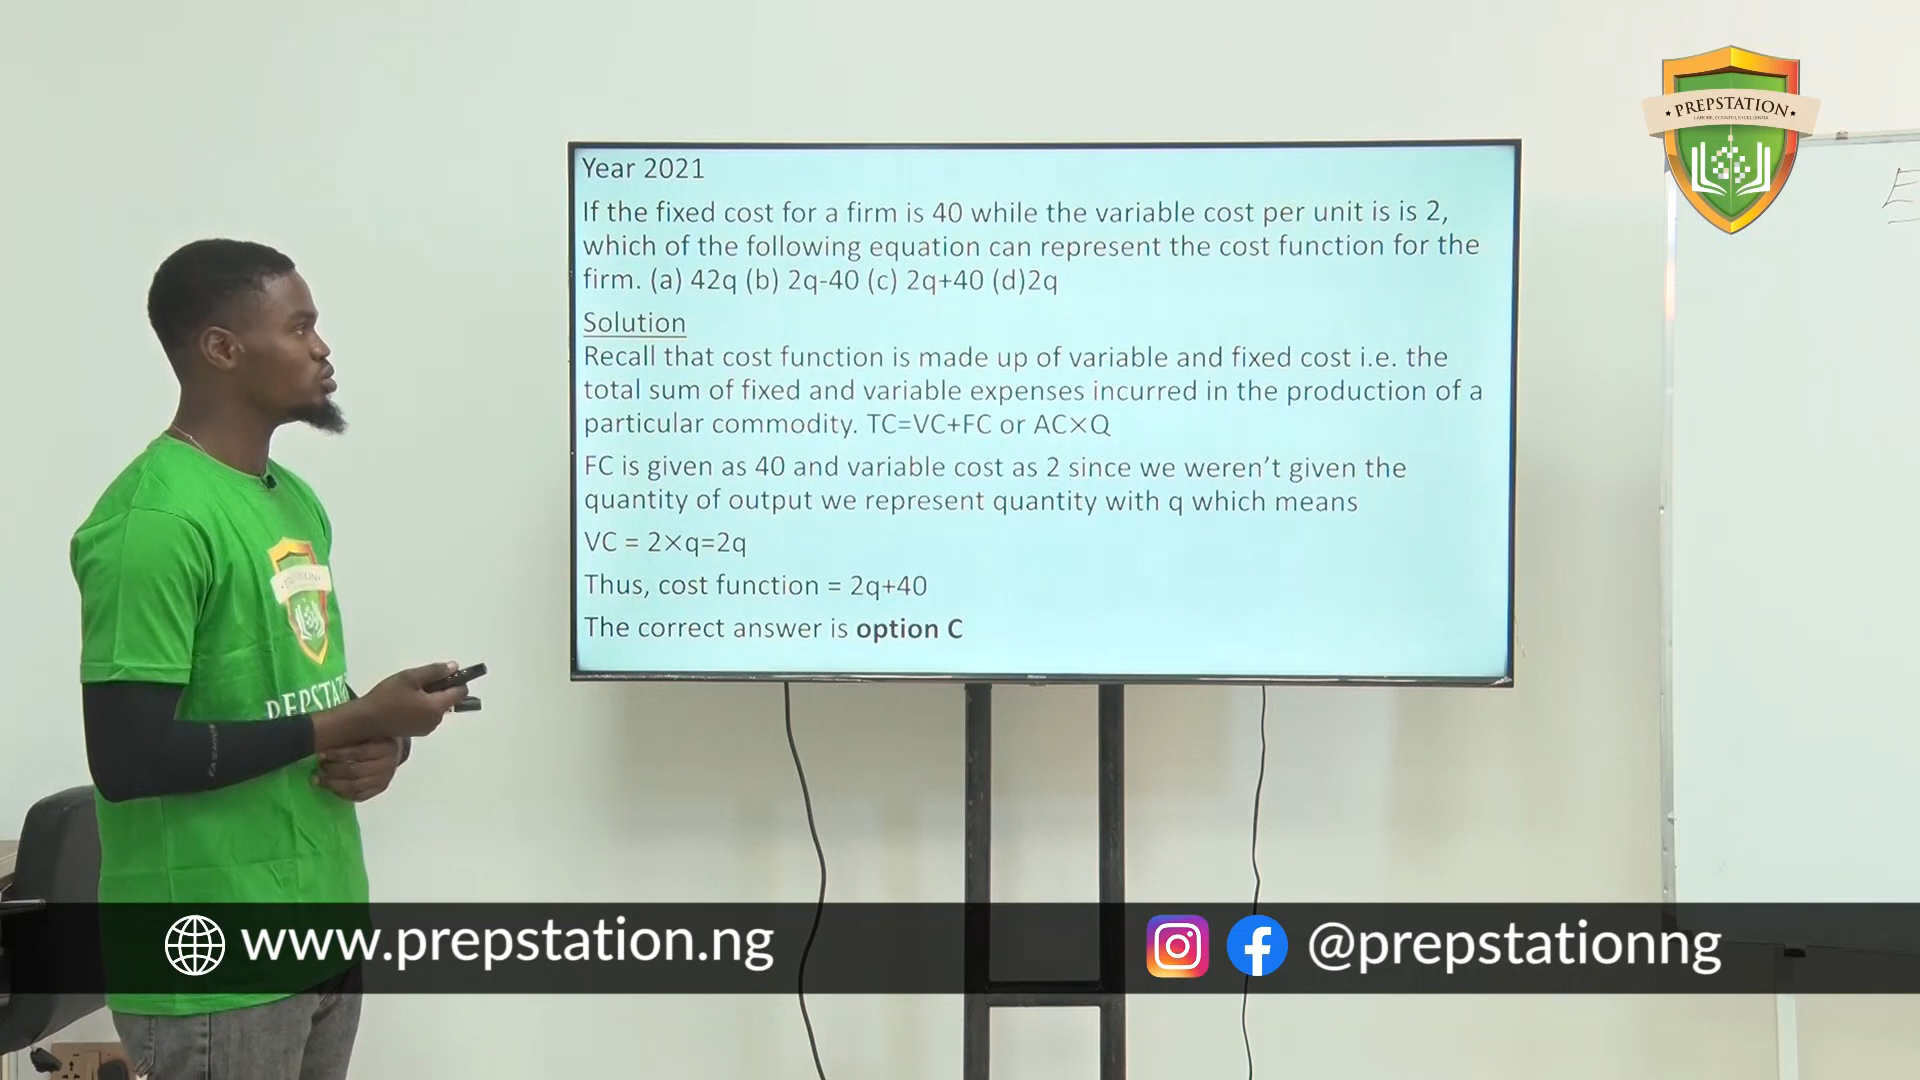 PREPSTATION
Year 2021
If the fixed cost for a firm is 40 while the variable cost per unit is is 2,
which of the following equation can represent the cost function for the
firm. (a) 42q (b) 2q-40 (c) 2q+40 (d)2q
Solution
Recall that cost function is made up of variable and fixed cost i.e. the
total sum of fixed and variable expenses incurred in the production of a
particular commodity. TC=VC+FC or AC×Q
FC is given as 40 and variable cost as 2 since we weren't given the
quantity of output we represent quantity with q which means
VC = 2×q=2q
Thus, cost function = 2q+40
The correct answer is option C
www.prepstation.ng
@prepstationng